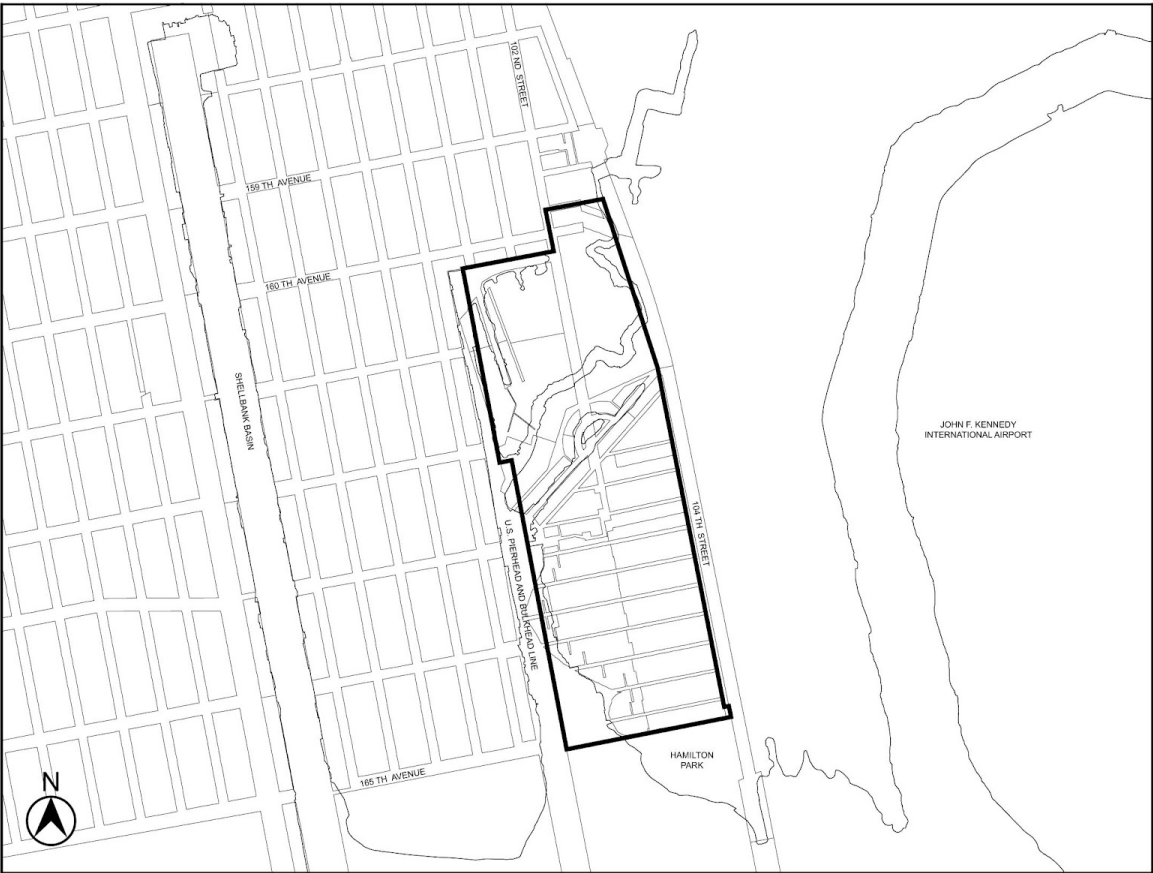 102 ND STREET
159 TH AVENUE
160 TH AVENUE
SHELLBANK BASIN
JOHN F. KENNEDY
INTERNATIONAL AIRPORT
104 TH STREET
U.S. PIERHEAD AND BULKHEAD LINE
HAMILTON
PARK
165 TH AVENUE
N